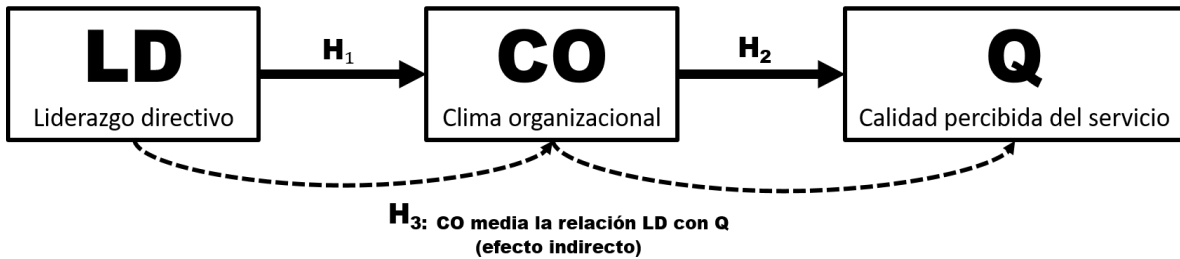 LD
Liderazgo directivo
H₁
CO
Clima organizacional
H₂
Q
Calidad percibida del servicio
H₃: CO media la relación LD con Q
(efecto indirecto)